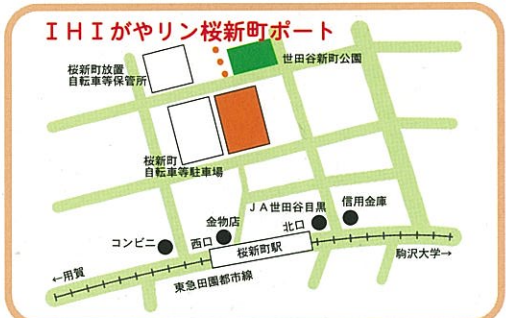 IHIがやリン桜新町ポート
桜新町放置
自転車等保管所
世田谷新町公園
桜新町
自転車等駐車場
JA世田谷目黒
信用金庫
金物店
北口
コンビニ
西口
桜新町駅
駒沢大学→
←用賀
東急田園都市線